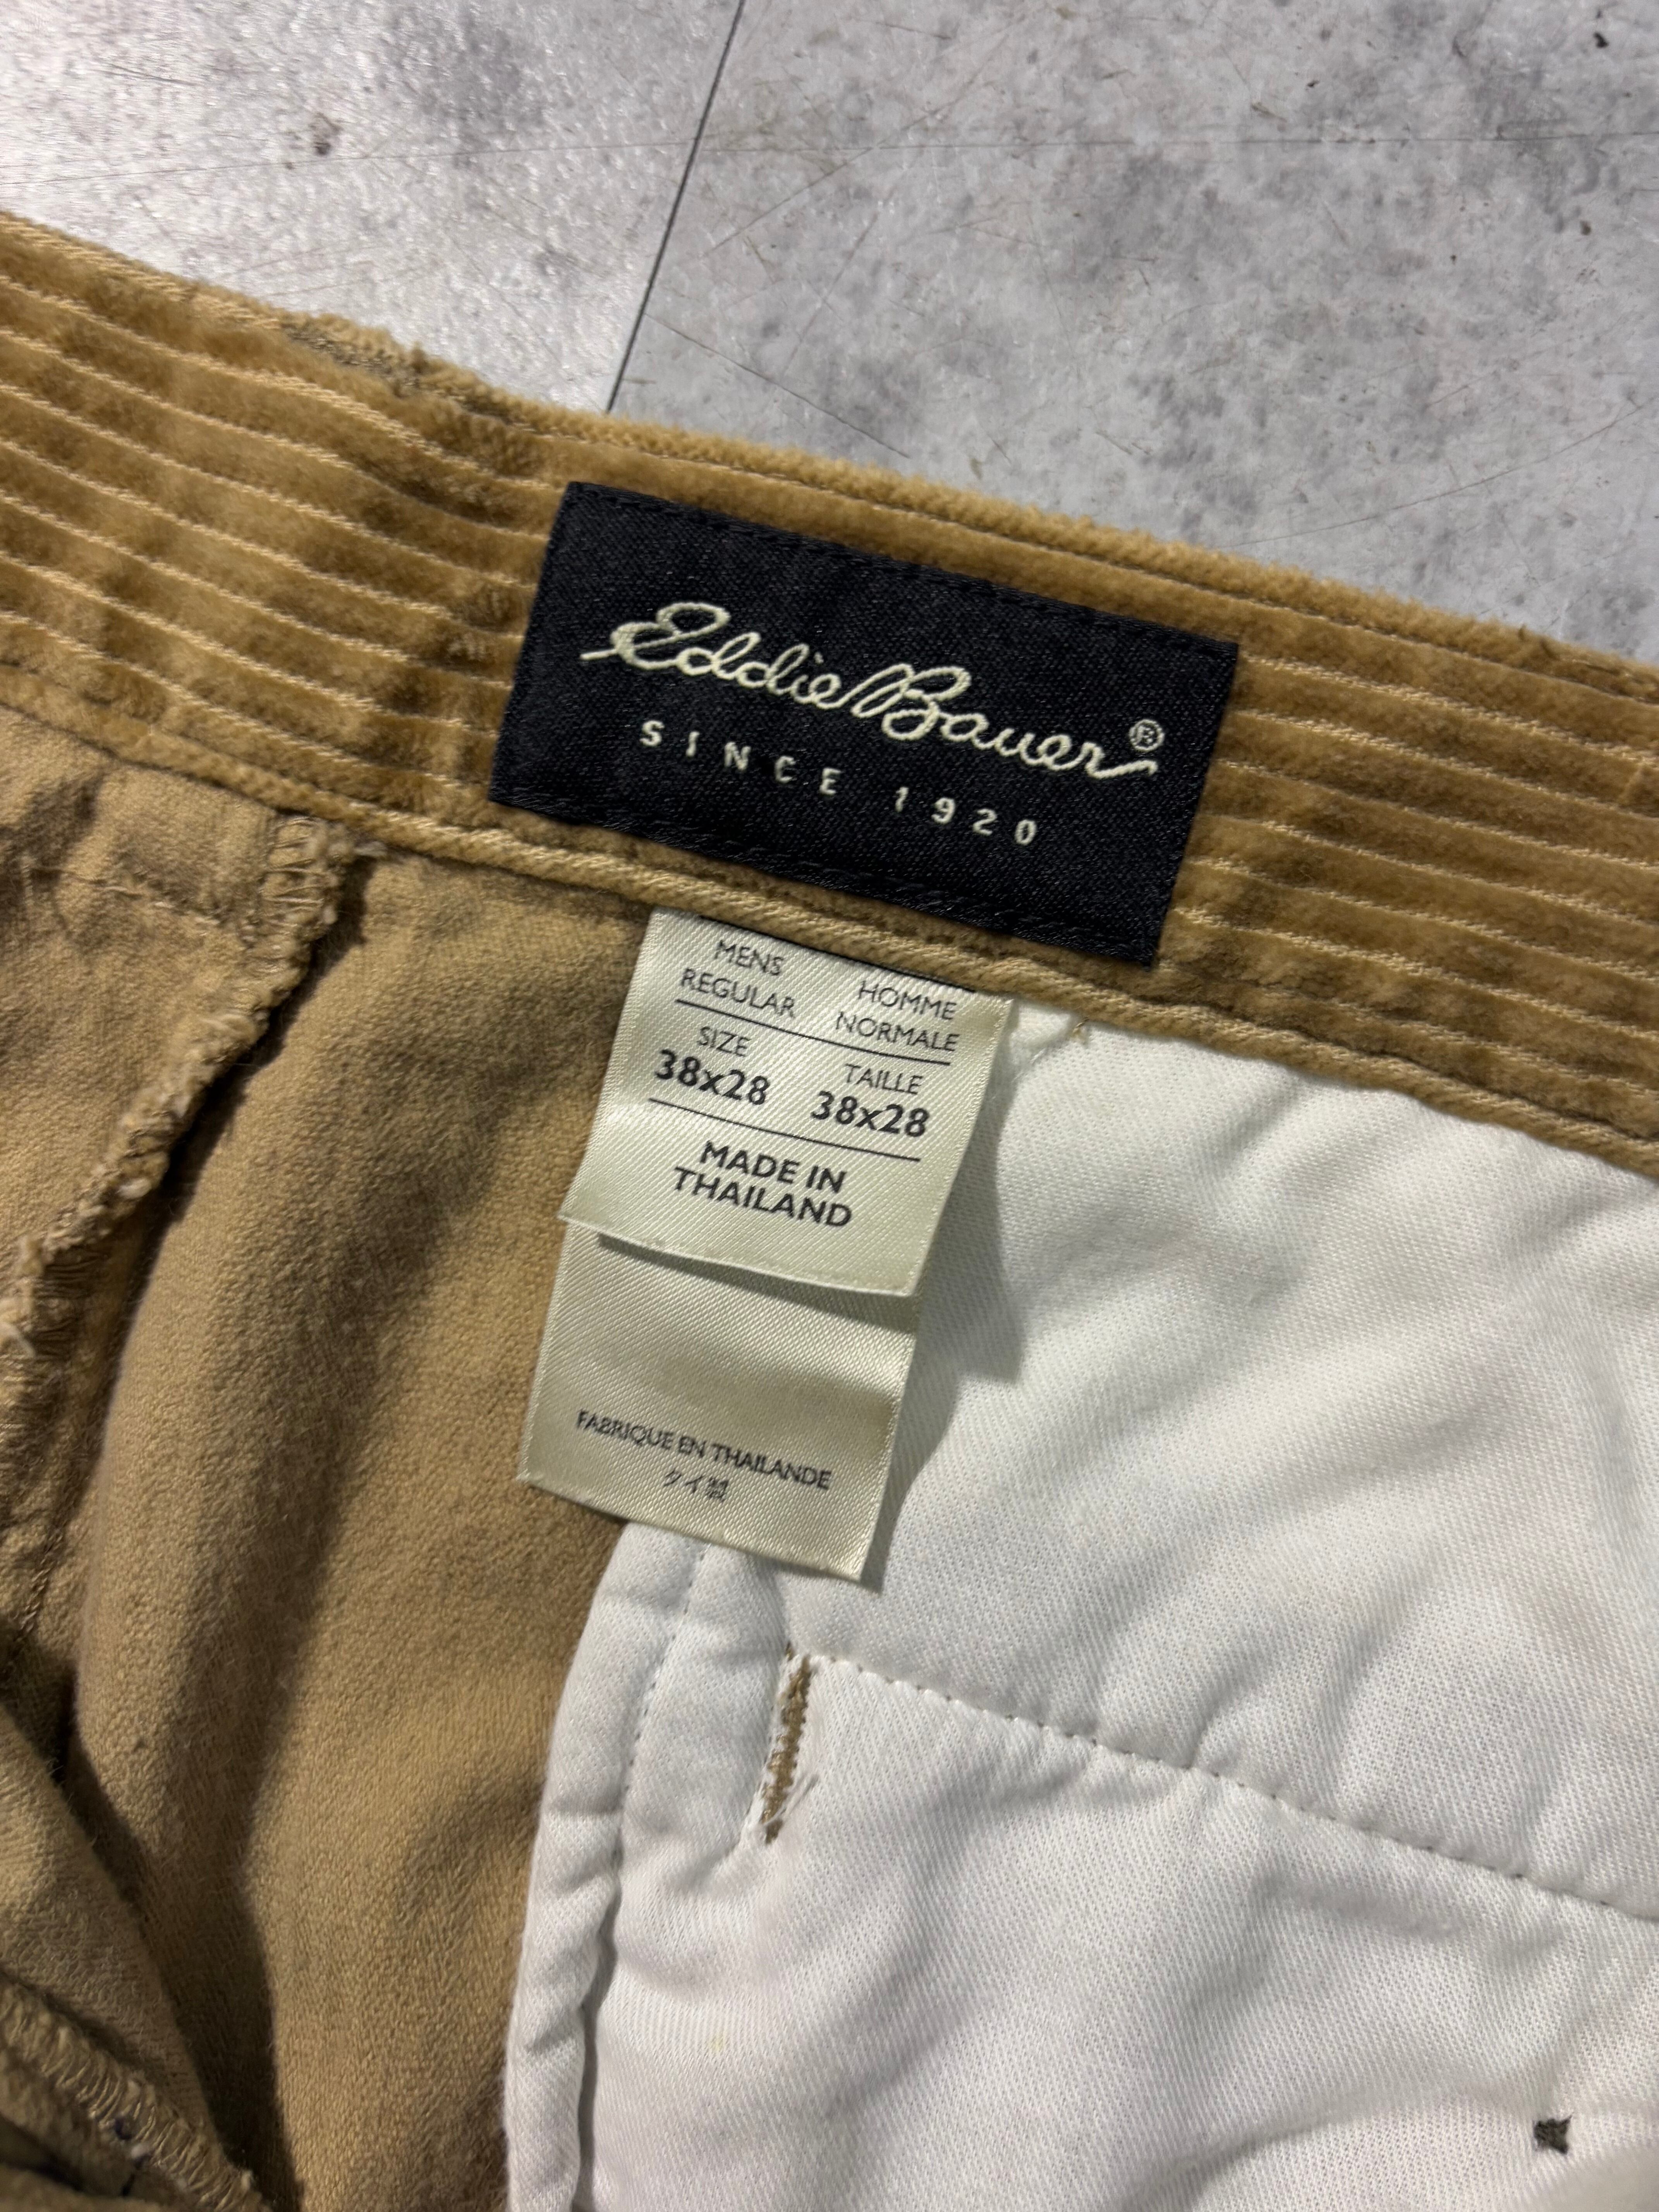 Eddie Bauer®
SINCE 1920
MENS HOMME
REGULAR NORMALE
SIZE TAILLE
38x28 38x28
MADE IN
THAILAND
FABRIQUE EN THAILANDE
タイ製